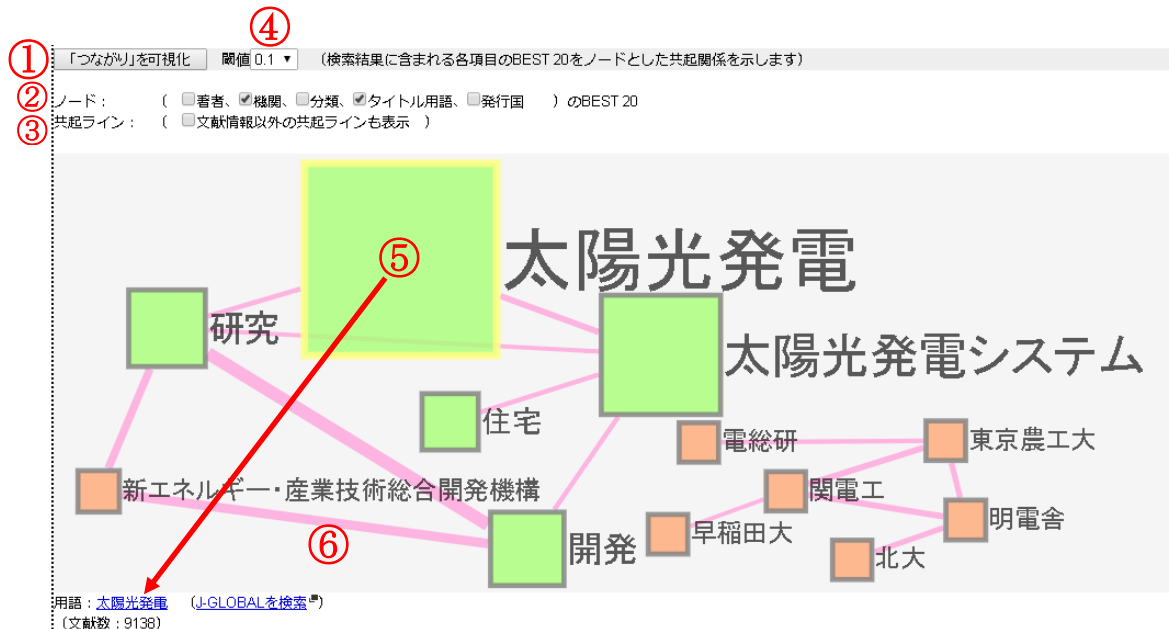 ④
① 「つながり」を可視化 閾値 0.1 ▼ (検索結果に含まれる各項目のBEST 20をノードとした共起関係を示します)
② ノード: ( 著者、機関、分類、タイトル用語、発行国 ) のBEST 20
③ 共起ライン: ( 文献情報以外の共起ラインも表示 )
⑤
太陽光発電
研究
太陽光発電システム
住宅
電総研
東京農工大
新エネルギー・産業技術総合開発機構
関電工
明電舎
早稲田大
⑥
開発
北大
用語:太陽光発電 (J-GLOBALを検索)
(文献数:9138)